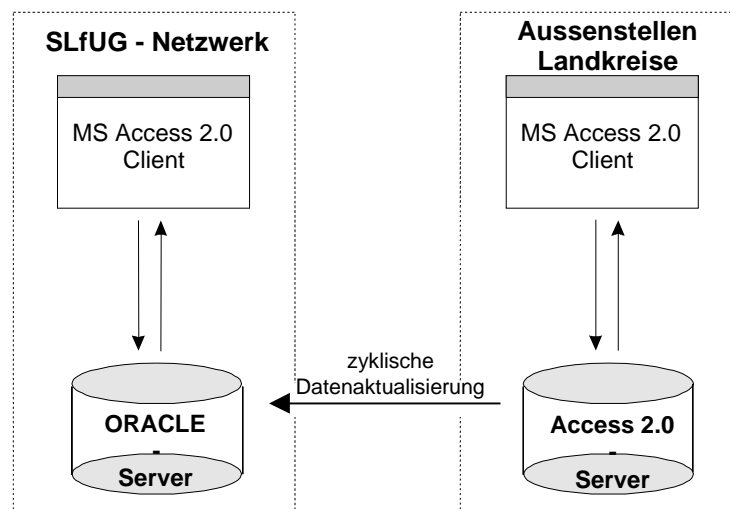 SLfUG - Netzwerk
MS Access 2.0
Client
ORACLE
-
Server
zyklische
Datenaktualisierung
Aussenstellen
Landkreise
MS Access 2.0
Client
Access 2.0
-
Server